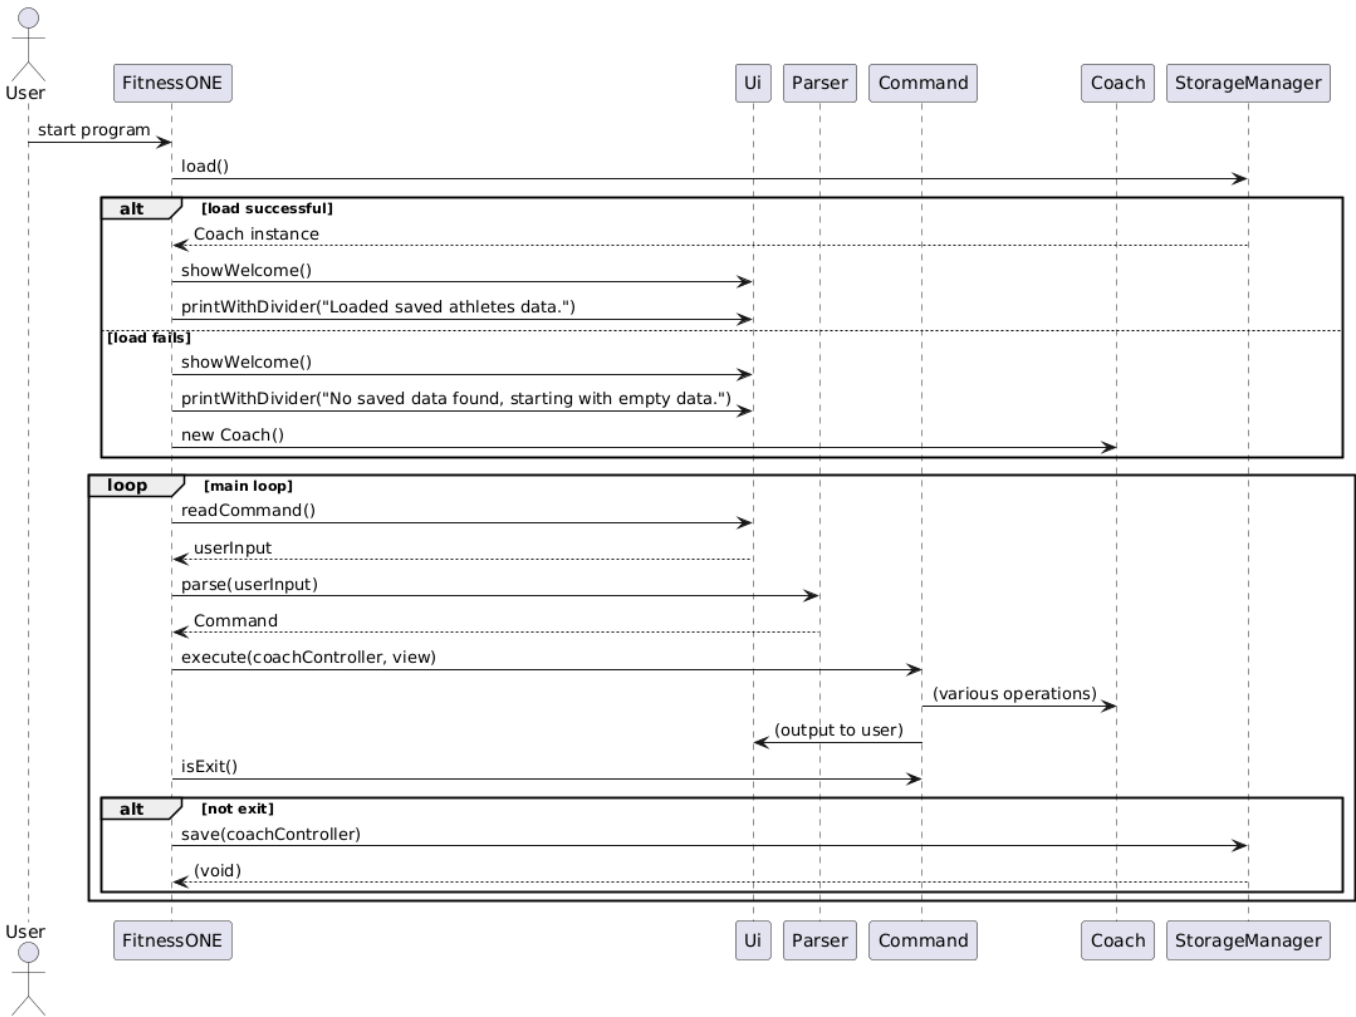 User
FitnessONE
Ui
Parser
Command
Coach
StorageManager
start program
load()
alt
[load successful]
Coach instance
showWelcome()
printWithDivider("Loaded saved athletes data.")
[load fails]
showWelcome()
printWithDivider("No saved data found, starting with empty data.")
new Coach()
loop
[main loop]
readCommand()
userInput
parse(userInput)
Command
execute(coachController, view)
(various operations)
(output to user)
isExit()
alt
[not exit]
save(coachController)
(void)
User
FitnessONE
Ui
Parser
Command
Coach
StorageManager